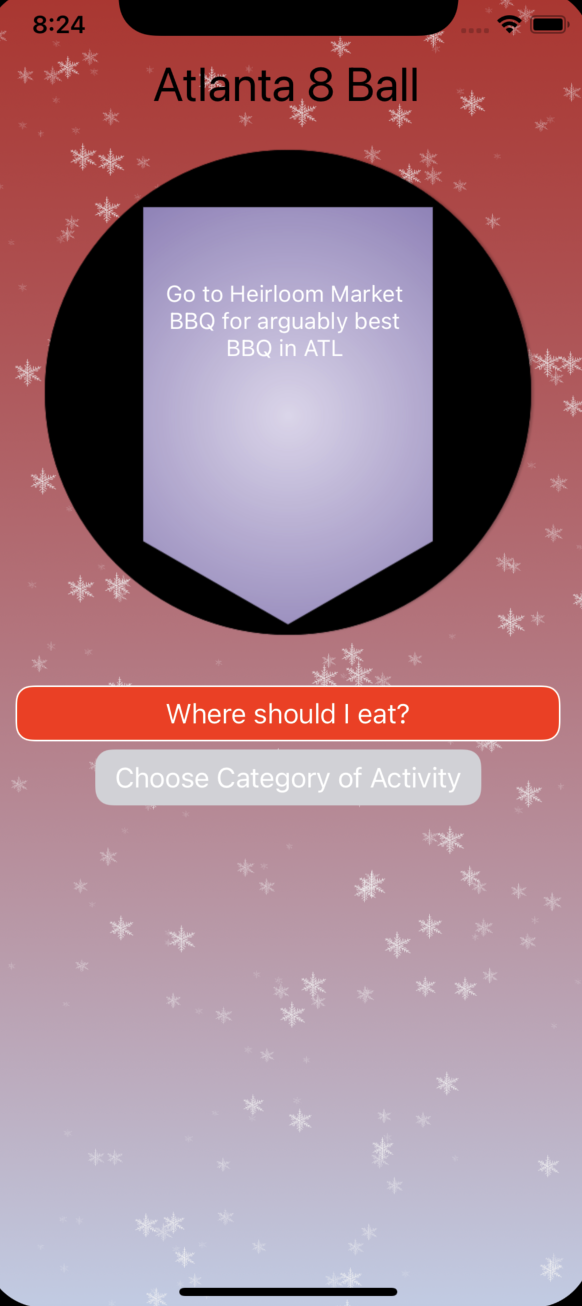 8:24
Atlanta 8 Ball
Go to Heirloom Market
BBQ for arguably best
BBQ in ATL
Where should I eat?
Choose Category of Activity